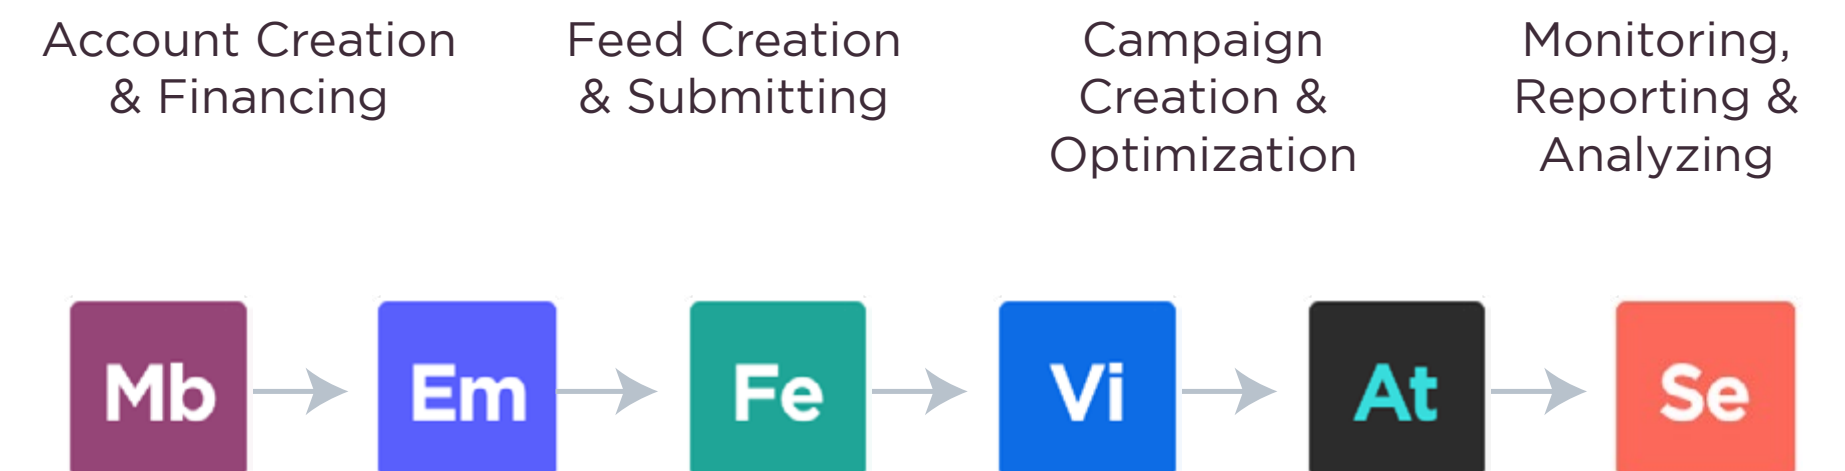 Account Creation
& Financing
Feed Creation
& Submitting
Campaign
Creation &
Optimization
Monitoring,
Reporting &
Analyzing
Mb
Em
Fe
Vi
At
Se